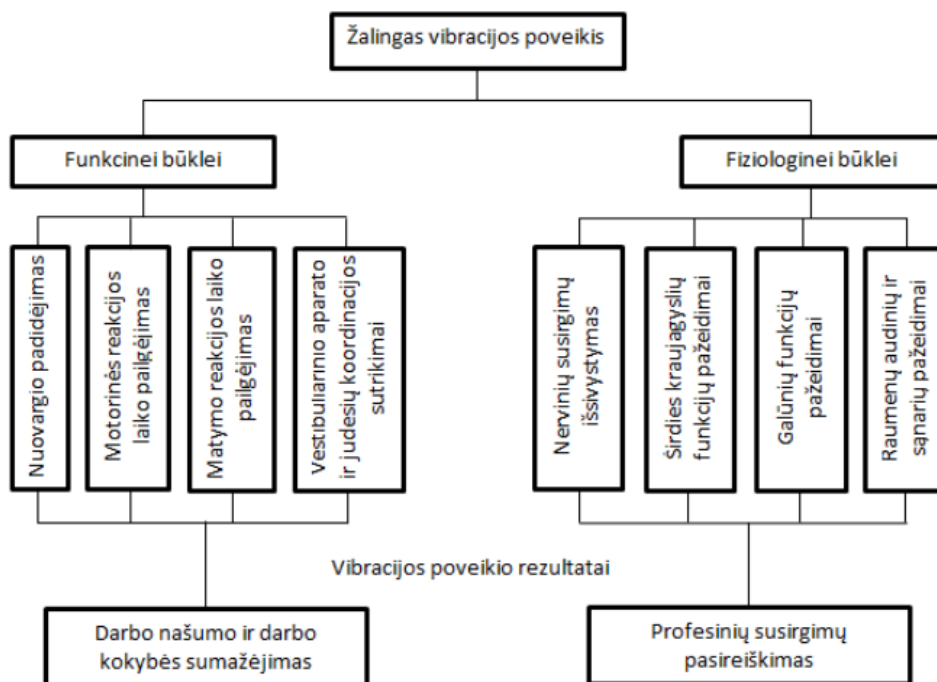 Žalingas vibracijos poveikis
Funkcinei būklei
Fiziologinei būklei
Nuovargio padidėjimas
Motorinės reakcijos
laiko pailgėjimas
Matymo reakcijos laiko
pailgėjimas
Vestibuliarinio aparato
ir judesių koordinacijos
sutrikimai
Nervinių susirgimų
išsivystymas
Širdies kraujagyslių
funkcijų pažeidimai
Galūnių funkcijų
pažeidimai
Raumenų audinių ir
sąnarių pažeidimai
Vibracijos poveikio rezultatai
Darbo našumo ir darbo
kokybės sumažėjimas
Profesinių susirgimų
pasireiškimas